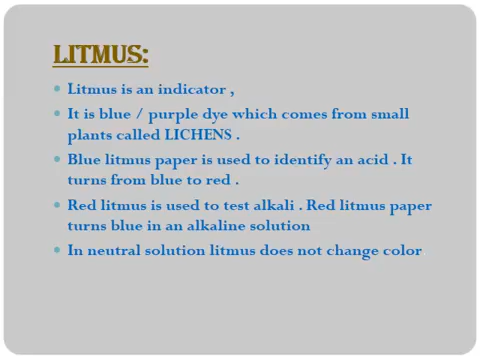 LITMUS:
Litmus is an indicator ,
It is blue / purple dye which comes from small
plants called LICHENS .
Blue litmus paper is used to identify an acid . It
turns from blue to red .
Red litmus is used to test alkali . Red litmus paper
turns blue in an alkaline solution
In neutral solution litmus does not change color.